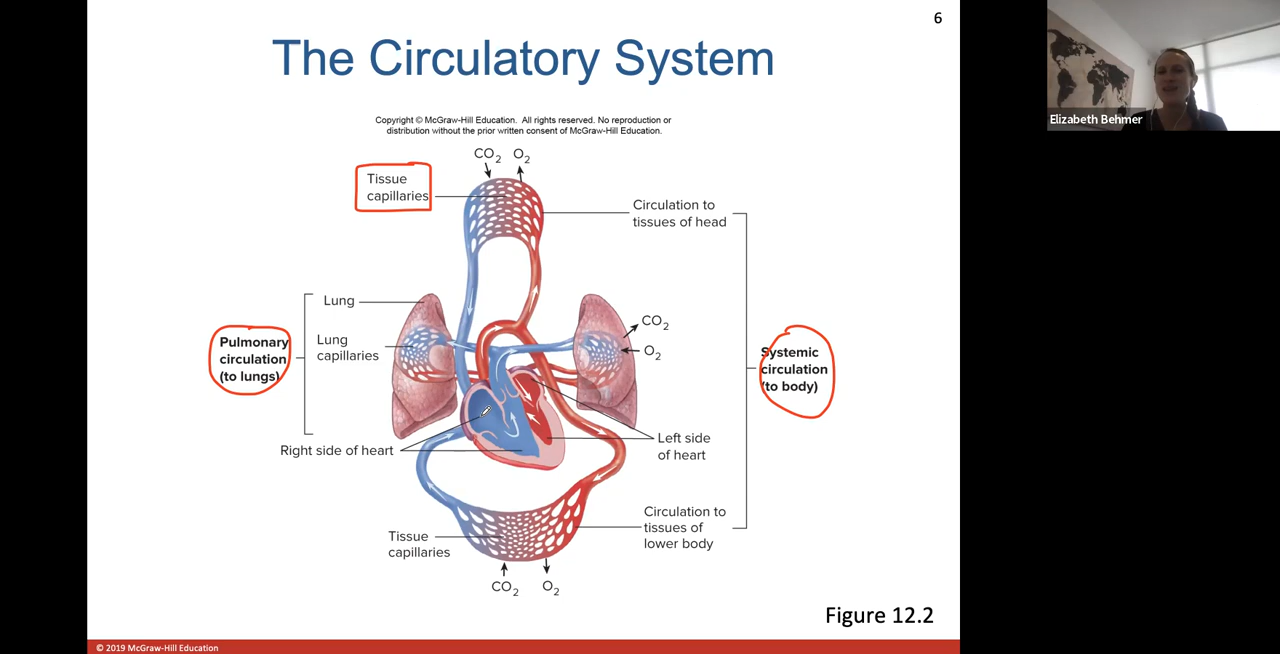 6
The Circulatory System
Elizabeth Behmer
Copyright © McGraw-Hill Education. All rights reserved. No reproduction or
distribution without the prior written consent of McGraw-Hill Education.
CO2 O2
Tissue
capillaries
Circulation to
tissues of head
Lung
CO2
O2
Pulmonary
circulation
(to lungs)
Lung
capillaries
Systemic
circulation
(to body)
Right side of heart
Left side
of heart
Circulation to
tissues of
lower body
Tissue
capillaries
CO2 O2
Figure 12.2
© 2019 McGraw-Hill Education